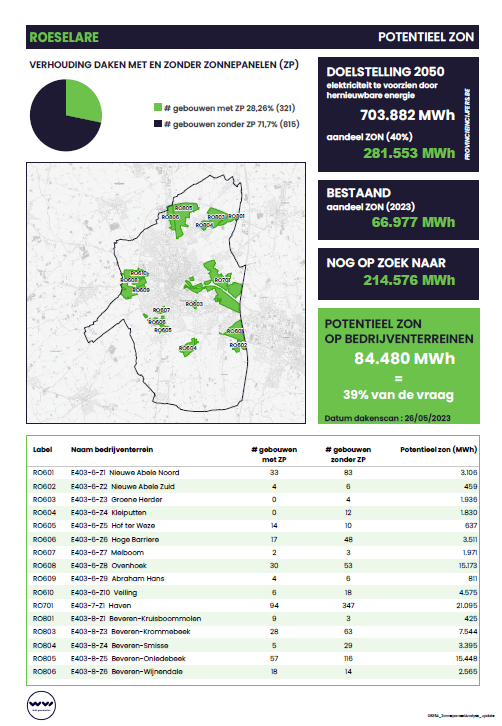 ROESELARE
POTENTIEEL ZON
VERHOUDING DAKEN MET EN ZONDER ZONNEPANELEN (ZP)
# gebouwen met ZP 28,26% (321)
# gebouwen zonder ZP 71,7% (815)
DOELSTELLING 2050
elektriciteit te voorzien door
hernieuwbare energie
703.882 MWh
aandeel ZON (40%)
281.553 MWh
PROVINCIENCIJFERS.BE
BESTAAND
aandeel ZON (2023)
66.977 MWh
NOG OP ZOEK NAAR
214.576 MWh
POTENTIEEL ZON
OP BEDRIJVENTERREINEN
84.480 MWh
=
39% van de vraag
Datum dakenscan : 26/05/2023
RO805
RO806
RO803
RO801
RO804
RO610
RO608
RO609
RO701
RO603
RO607
RO606
RO605
RO601
RO602
RO604
Label Naam bedrijventerrein # gebouwen met ZP # gebouwen zonder ZP Potentieel zon (MWh)
RO601 E403-6-Z1 Nieuwe Abele Noord 33 83 3.106
RO602 E403-6-Z2 Nieuwe Abele Zuid 4 6 459
RO603 E403-6-Z3 Groene Herder 0 4 1.936
RO604 E403-6-Z4 Kleiputten 0 12 1.830
RO605 E403-6-Z5 Hof ter Weze 14 10 637
RO606 E403-6-Z6 Hoge Barriere 17 48 3.511
RO607 E403-6-Z7 Meiboom 2 3 1.971
RO608 E403-6-Z8 Ovenhoek 30 53 15.173
RO609 E403-6-Z9 Abraham Hans 4 6 811
RO610 E403-6-Z10 Veiling 6 18 4.575
RO701 E403-7-Z1 Haven 94 347 21.095
RO801 E403-8-Z1 Beveren-Kruisboommolen 9 3 425
RO803 E403-8-Z3 Beveren-Krommebeek 28 63 7.544
RO804 E403-8-Z4 Beveren-Smisse 5 29 3.395
RO805 E403-8-Z5 Beveren-Onledebeek 57 116 15.448
RO806 E403-8-Z6 Beveren-Wijnendale 18 14 2.565